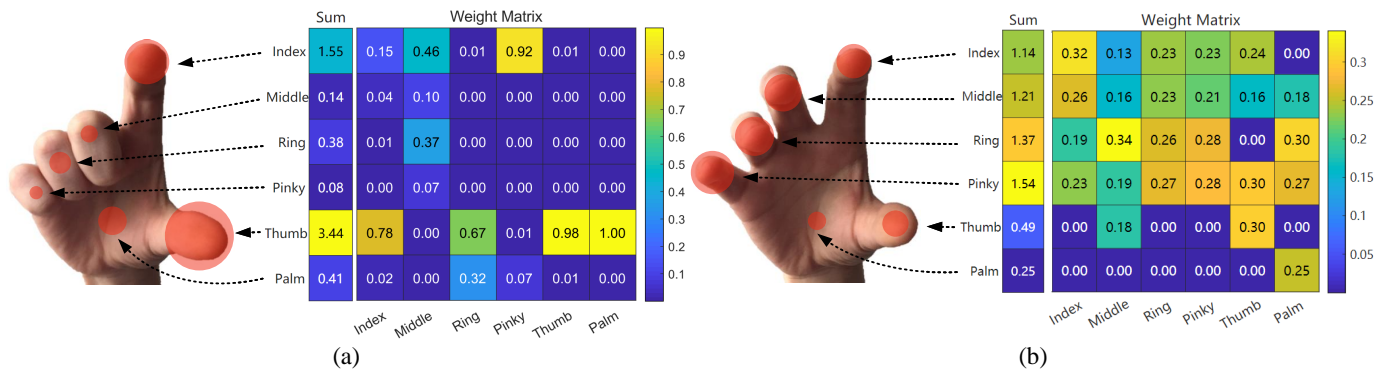 Sum Weight Matrix
Index 1.55 0.15 0.46 0.01 0.92 0.01 0.00
Middle 0.14 0.04 0.10 0.00 0.00 0.00 0.00
Ring 0.38 0.01 0.37 0.00 0.00 0.00 0.00
Pinky 0.08 0.00 0.07 0.00 0.00 0.00 0.00
Thumb 3.44 0.78 0.00 0.67 0.01 0.98 1.00
Palm 0.41 0.02 0.00 0.32 0.07 0.01 0.00
Index Middle Ring Pinky Thumb Palm
0.9
0.8
0.7
0.6
0.5
0.4
0.3
0.2
0.1
(a)
Sum Weight Matrix
Index 1.14 0.32 0.13 0.23 0.23 0.24 0.00
Middle 1.21 0.26 0.16 0.23 0.21 0.16 0.18
Ring 1.37 0.19 0.34 0.26 0.28 0.00 0.30
Pinky 1.54 0.23 0.19 0.27 0.28 0.30 0.27
Thumb 0.49 0.00 0.18 0.00 0.00 0.30 0.00
Palm 0.25 0.00 0.00 0.00 0.00 0.00 0.25
Index Middle Ring Pinky Thumb Palm
0.3
0.25
0.2
0.15
0.1
0.05
(b)